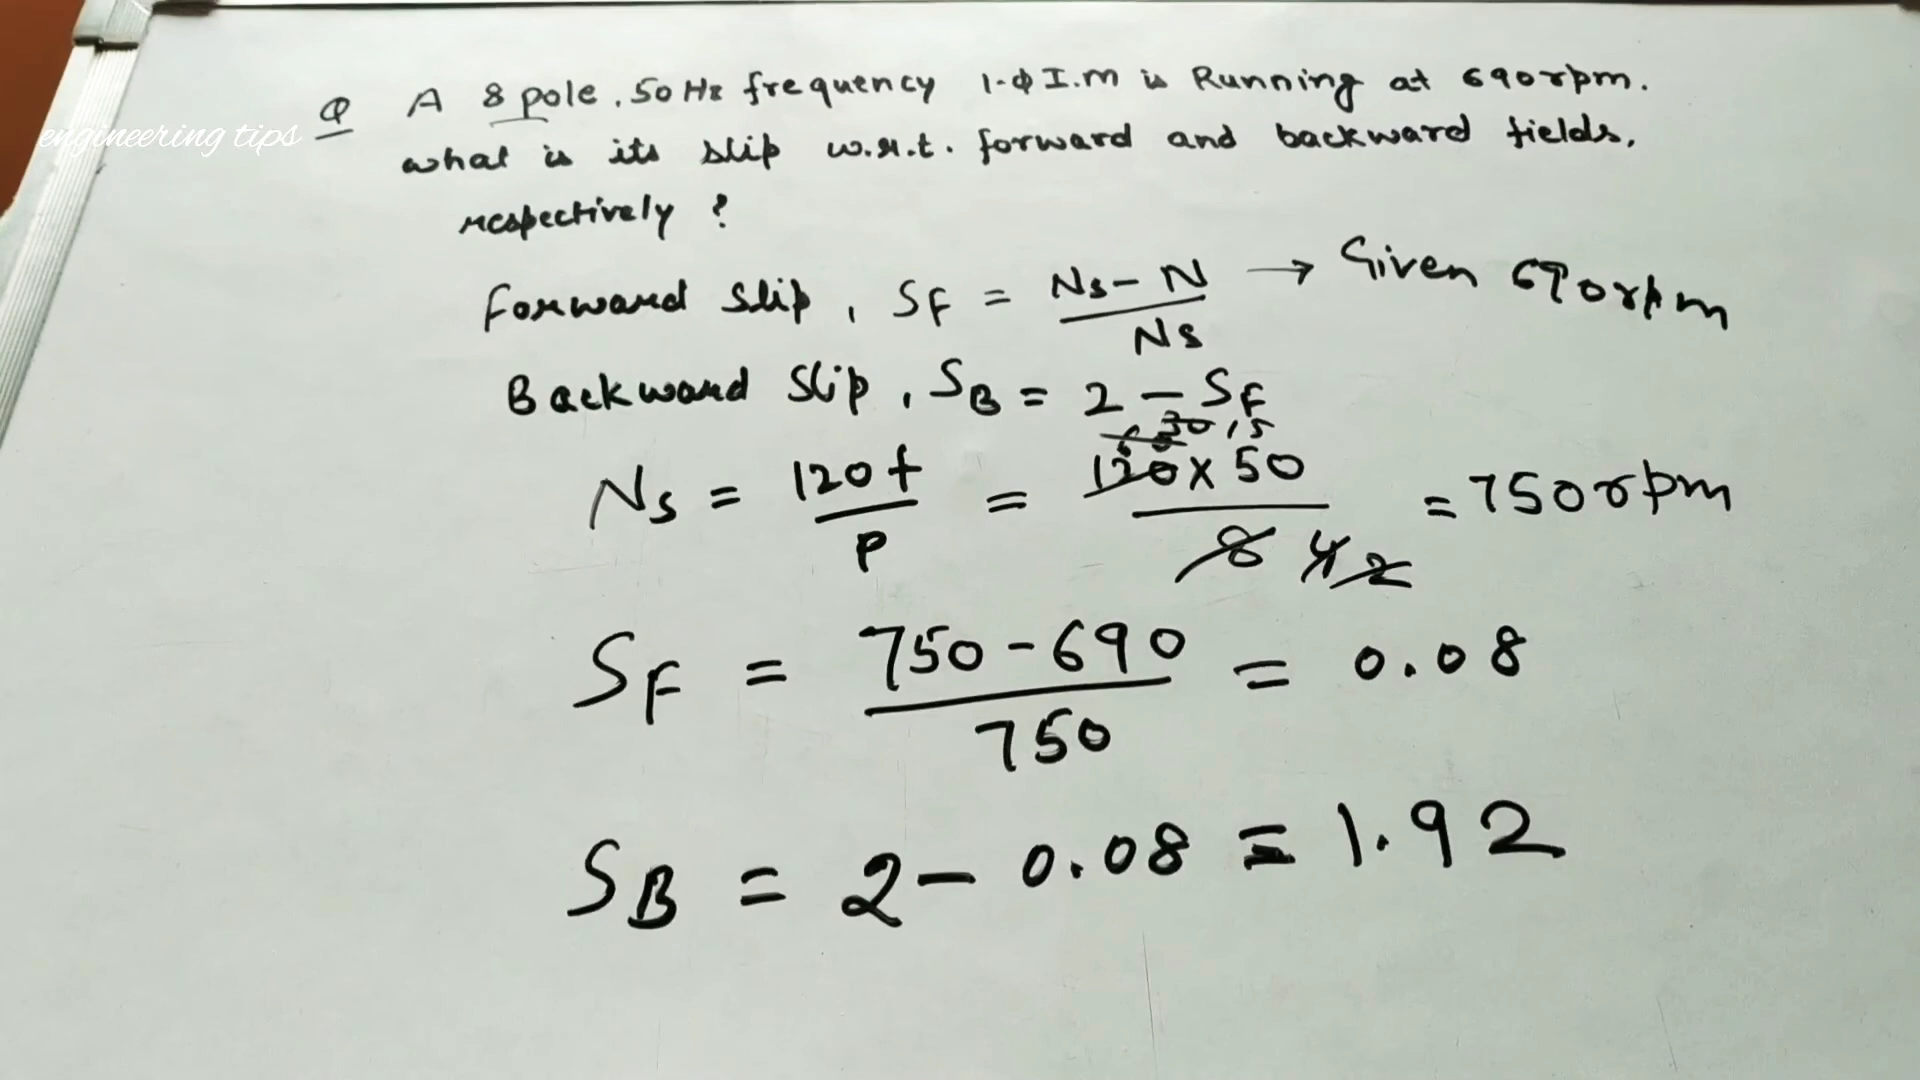 Q A 8 pole, 50 Hz frequency 1-ф I.M is Running at 690 rpm.
engineering tips
what is its slip w.r.t. forward and backward fields,
respectively ?
Forward slip, SF = Ns - N / Ns → Given 690 rpm
Backward slip, SB = 2 - SF
Ns = 120 f / P = 120 60 30 15 x 50 / 8 4 2 = 750 rpm
SF = 750 - 690 / 750 = 0.08
SB = 2 - 0.08 = 1.92